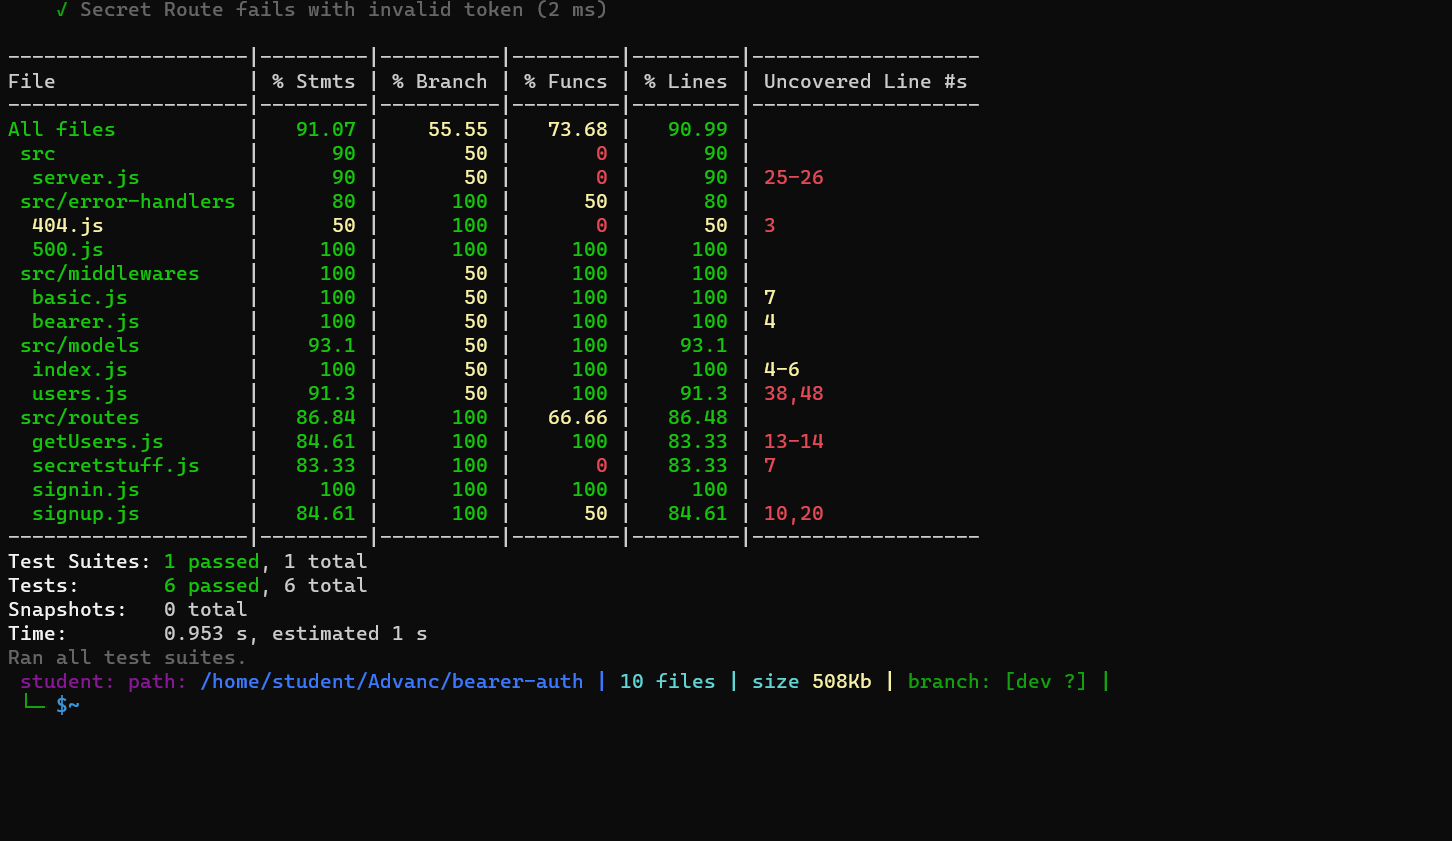 √ Secret Route fails with invalid token (2 ms)
--------------------|---------|----------|---------|---------|-------------------
File                | % Stmts | % Branch | % Funcs | % Lines | Uncovered Line #s
--------------------|---------|----------|---------|---------|-------------------
All files           |   91.07 |    55.55 |   73.68 |   90.99 |
 src                |      90 |       50 |       0 |      90 |
  server.js         |      90 |       50 |       0 |      90 | 25-26
 src/error-handlers |      80 |      100 |      50 |      80 |
  404.js            |      50 |      100 |       0 |      50 | 3
  500.js            |     100 |      100 |     100 |     100 |
 src/middlewares    |     100 |       50 |     100 |     100 |
  basic.js          |     100 |       50 |     100 |     100 | 7
  bearer.js         |     100 |       50 |     100 |     100 | 4
 src/models         |    93.1 |       50 |     100 |    93.1 |
  index.js          |     100 |       50 |     100 |     100 | 4-6
  users.js          |    91.3 |       50 |     100 |    91.3 | 38,48
 src/routes         |   86.84 |      100 |   66.66 |   86.48 |
  getUsers.js       |   84.61 |      100 |     100 |   83.33 | 13-14
  secretstuff.js    |   83.33 |      100 |       0 |   83.33 | 7
  signin.js         |     100 |      100 |     100 |     100 |
  signup.js         |   84.61 |      100 |      50 |   84.61 | 10,20
--------------------|---------|----------|---------|---------|-------------------
Test Suites: 1 passed, 1 total
Tests:       6 passed, 6 total
Snapshots:   0 total
Time:        0.953 s, estimated 1 s
Ran all test suites.
 student: path: /home/student/Advanc/bearer-auth | 10 files | size 508Kb | branch: [dev ?] |
 └─ $~